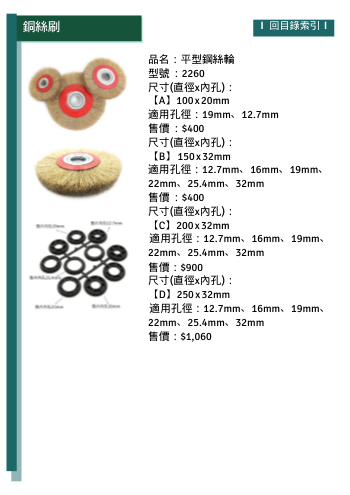 鋼絲刷
I 回目錄索引 I
品名：平型鋼絲輪
型號：2260
尺寸(直徑x內孔)：
【A】100x20mm
適用孔徑：19mm、12.7mm
售價：$400
尺寸(直徑x內孔)：
【B】150x32mm
適用孔徑：12.7mm、16mm、19mm、
22mm、25.4mm、32mm
售價：$400
尺寸(直徑x內孔)：
【C】200x32mm
適用孔徑：12.7mm、16mm、19mm、
22mm、25.4mm、32mm
售價：$900
尺寸(直徑x內孔)：
【D】250x32mm
適用孔徑：12.7mm、16mm、19mm、
22mm、25.4mm、32mm
售價：$1,060